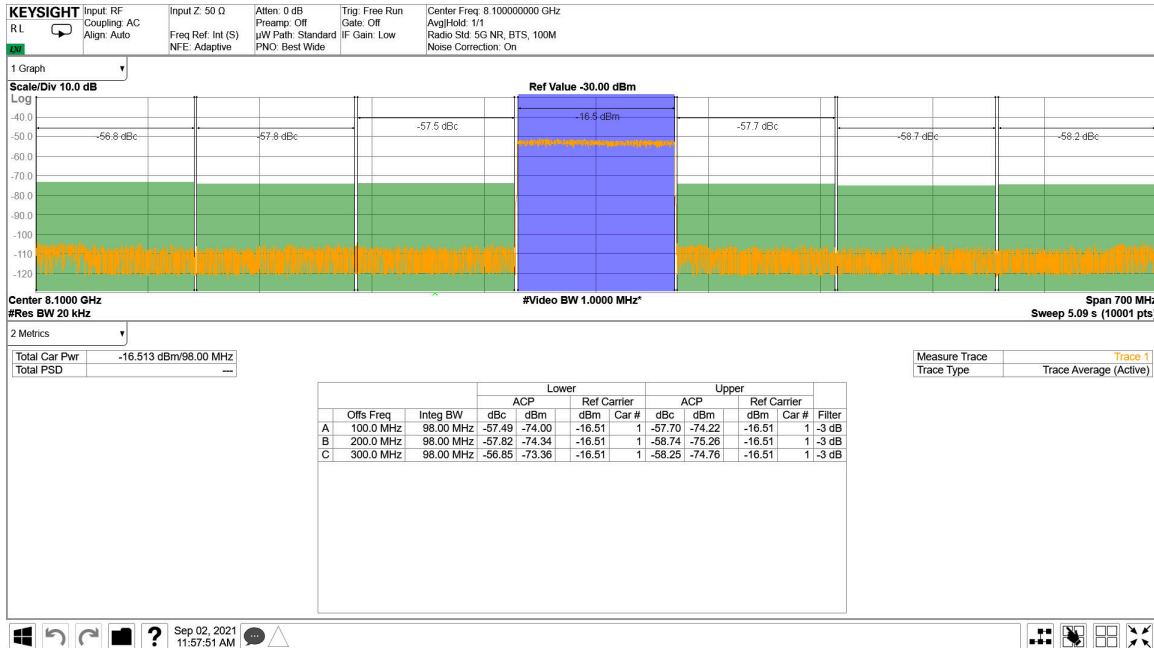 KEYSIGHT Input: RF Input Z: 50 Ω Atten: 0 dB Trig: Free Run Center Freq: 8.100000000 GHz
RL Coupling: AC Preamp: Off Gate: Off Avg|Hold: 1/1
Align: Auto Freq Ref: Int (S) µW Path: Standard IF Gain: Low Radio Std: 5G NR, BTS, 100M
LXI NFE: Adaptive PNO: Best Wide Noise Correction: On
1 Graph
Scale/Div 10.0 dB Ref Value -30.00 dBm
Log
-40.0 -16.5 dBm
-57.5 dBc -57.7 dBc
-50.0 -56.8 dBc -57.8 dBc -58.7 dBc -58.2 dBc
-60.0
-70.0
-80.0
-90.0
-100
-110
-120
Center 8.1000 GHz #Video BW 1.0000 MHz* Span 700 MHz
#Res BW 20 kHz Sweep 5.09 s (10001 pts)
2 Metrics
Total Car Pwr -16.513 dBm/98.00 MHz Measure Trace Trace 1
Total PSD --- Trace Type Trace Average (Active)
Lower Upper
ACP Ref Carrier ACP Ref Carrier
Offs Freq Integ BW dBc dBm dBm Car # dBc dBm dBm Car # Filter
A 100.0 MHz 98.00 MHz -57.49 -74.00 -16.51 1 -57.70 -74.22 -16.51 1 -3 dB
B 200.0 MHz 98.00 MHz -57.82 -74.34 -16.51 1 -58.74 -75.26 -16.51 1 -3 dB
C 300.0 MHz 98.00 MHz -56.85 -73.36 -16.51 1 -58.25 -74.76 -16.51 1 -3 dB
? Sep 02, 2021
11:57:51 AM